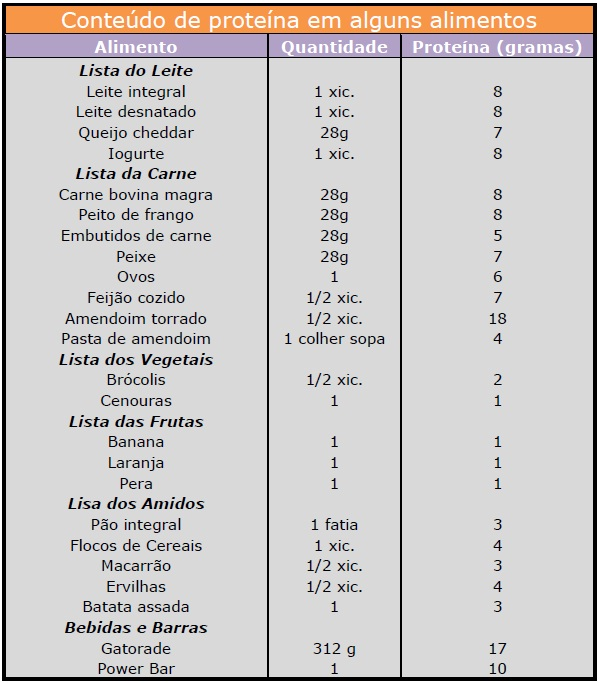 Conteúdo de proteína em alguns alimentos
Alimento Quantidade Proteína (gramas)
Lista do Leite
Leite integral 1 xic. 8
Leite desnatado 1 xic. 8
Queijo cheddar 28g 7
Iogurte 1 xic. 8
Lista da Carne
Carne bovina magra 28g 8
Peito de frango 28g 8
Embutidos de carne 28g 5
Peixe 28g 7
Ovos 1 6
Feijão cozido 1/2 xic. 7
Amendoim torrado 1/2 xic. 18
Pasta de amendoim 1 colher sopa 4
Lista dos Vegetais
Brócolis 1/2 xic. 2
Cenouras 1 1
Lista das Frutas
Banana 1 1
Laranja 1 1
Pera 1 1
Lisa dos Amidos
Pão integral 1 fatia 3
Flocos de Cereais 1 xic. 4
Macarrão 1/2 xic. 3
Ervilhas 1/2 xic. 4
Batata assada 1 3
Bebidas e Barras
Gatorade 312 g 17
Power Bar 1 10